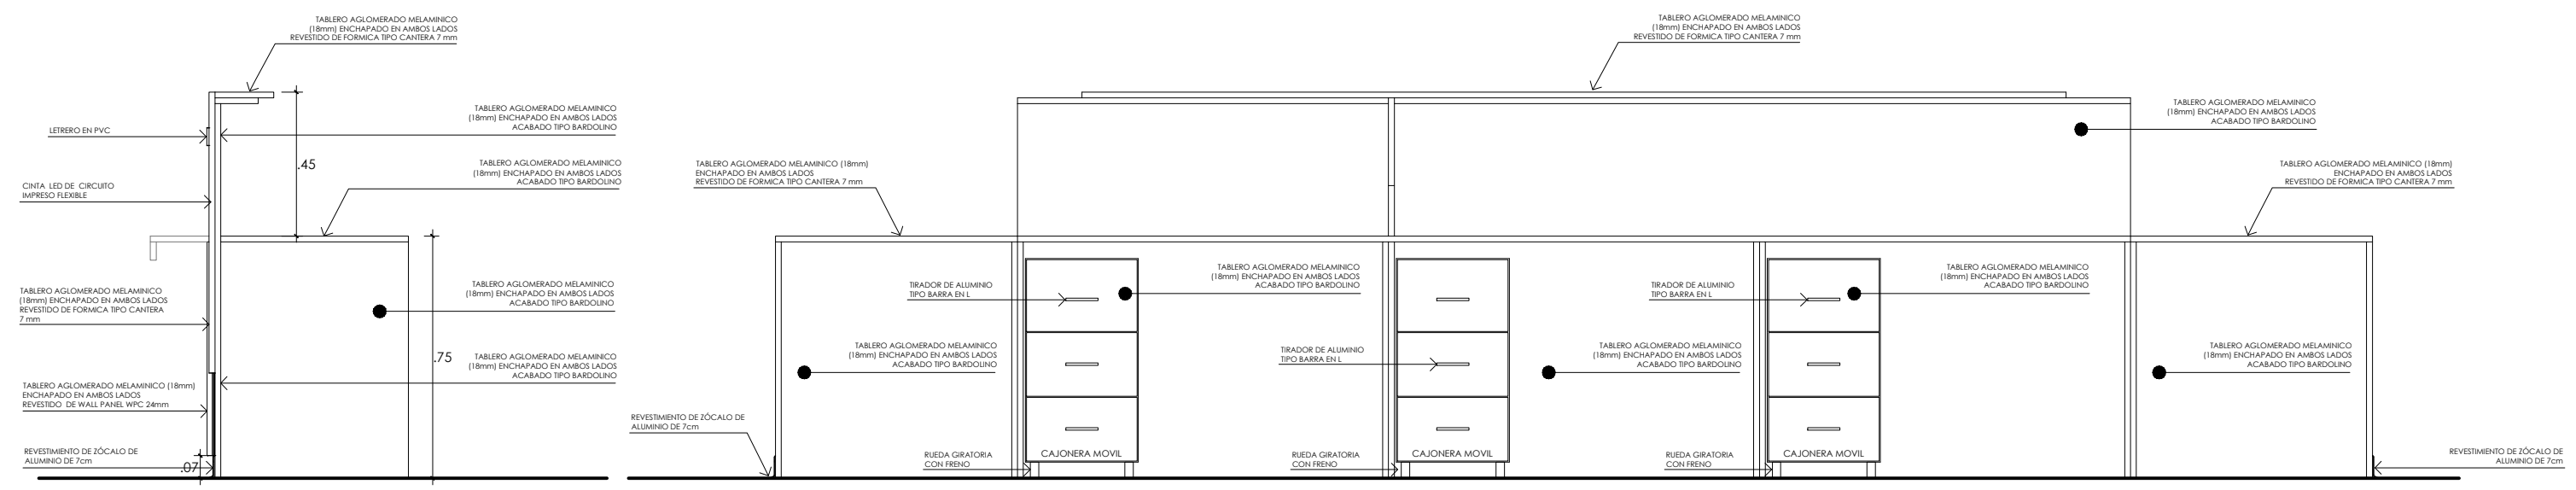 TABLERO AGLOMERADO MELAMINICO
(18mm) ENCHAPADO EN AMBOS LADOS
REVESTIDO DE FORMICA TIPO CANTERA 7 mm
TABLERO AGLOMERADO MELAMINICO
(18mm) ENCHAPADO EN AMBOS LADOS
ACABADO TIPO BARDOLINO
LETRERO EN PVC
.45
TABLERO AGLOMERADO MELAMINICO
(18mm) ENCHAPADO EN AMBOS LADOS
ACABADO TIPO BARDOLINO
CINTA LED DE CIRCUITO
IMPRESO FLEXIBLE
TABLERO AGLOMERADO MELAMINICO
(18mm) ENCHAPADO EN AMBOS LADOS
REVESTIDO DE FORMICA TIPO CANTERA
7 mm
TABLERO AGLOMERADO MELAMINICO
(18mm) ENCHAPADO EN AMBOS LADOS
ACABADO TIPO BARDOLINO
.75
TABLERO AGLOMERADO MELAMINICO
(18mm) ENCHAPADO EN AMBOS LADOS
ACABADO TIPO BARDOLINO
TABLERO AGLOMERADO MELAMINICO (18mm)
ENCHAPADO EN AMBOS LADOS
REVESTIDO DE WALL PANEL WPC 24mm
REVESTIMIENTO DE ZÓCALO DE
ALUMINIO DE 7cm
.07
TABLERO AGLOMERADO MELAMINICO
(18mm) ENCHAPADO EN AMBOS LADOS
REVESTIDO DE FORMICA TIPO CANTERA 7 mm
TABLERO AGLOMERADO MELAMINICO
(18mm) ENCHAPADO EN AMBOS LADOS
ACABADO TIPO BARDOLINO
TABLERO AGLOMERADO MELAMINICO (18mm)
ENCHAPADO EN AMBOS LADOS
REVESTIDO DE FORMICA TIPO CANTERA 7 mm
TABLERO AGLOMERADO MELAMINICO (18mm)
ENCHAPADO EN AMBOS LADOS
REVESTIDO DE FORMICA TIPO CANTERA 7 mm
TIRADOR DE ALUMINIO
TIPO BARRA EN L
TABLERO AGLOMERADO MELAMINICO
(18mm) ENCHAPADO EN AMBOS LADOS
ACABADO TIPO BARDOLINO
TIRADOR DE ALUMINIO
TIPO BARRA EN L
TABLERO AGLOMERADO MELAMINICO
(18mm) ENCHAPADO EN AMBOS LADOS
ACABADO TIPO BARDOLINO
TABLERO AGLOMERADO MELAMINICO
(18mm) ENCHAPADO EN AMBOS LADOS
ACABADO TIPO BARDOLINO
TIRADOR DE ALUMINIO
TIPO BARRA EN L
TABLERO AGLOMERADO MELAMINICO
(18mm) ENCHAPADO EN AMBOS LADOS
ACABADO TIPO BARDOLINO
TABLERO AGLOMERADO MELAMINICO
(18mm) ENCHAPADO EN AMBOS LADOS
ACABADO TIPO BARDOLINO
REVESTIMIENTO DE ZÓCALO DE
ALUMINIO DE 7cm
RUEDA GIRATORIA
CON FRENO
CAJONERA MOVIL
RUEDA GIRATORIA
CON FRENO
CAJONERA MOVIL
RUEDA GIRATORIA
CON FRENO
CAJONERA MOVIL
REVESTIMIENTO DE ZÓCALO DE
ALUMINIO DE 7cm